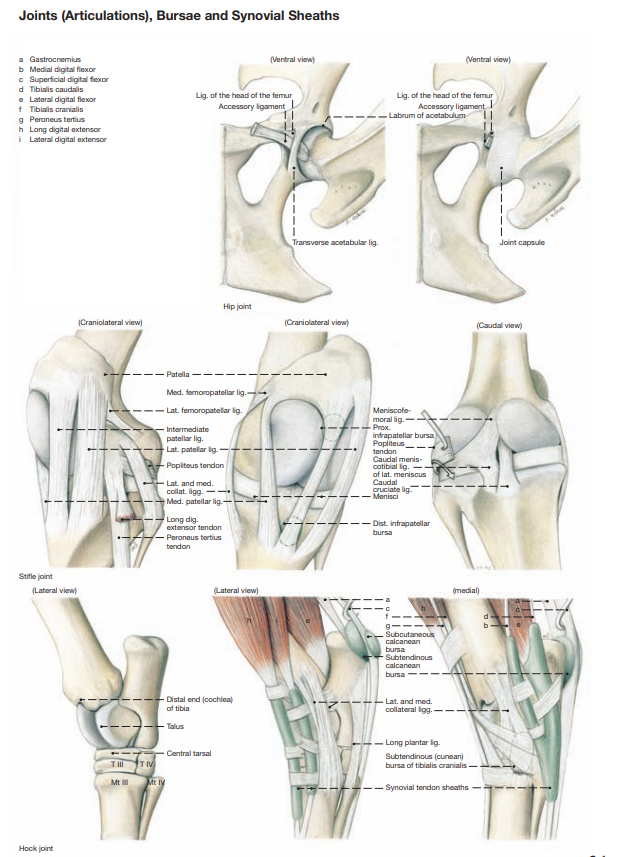 Joints (Articulations), Bursae and Synovial Sheaths
a Gastrocnemius
b Medial digital flexor
c Superficial digital flexor
d Tibialis caudalis
e Lateral digital flexor
f Tibialis cranialis
g Peroneus tertius
h Long digital extensor
i Lateral digital extensor
(Ventral view)
Lig. of the head of the femur
Accessory ligament
Labrum of acetabulum
Transverse acetabular lig.
(Ventral view)
Lig. of the head of the femur
Accessory ligament
Joint capsule
Hip joint
(Craniolateral view)
(Craniolateral view)
(Caudal view)
Patella
Med. femoropatellar lig.
Lat. femoropatellar lig.
Intermediate
patellar lig.
Lat. patellar lig.
Popliteus tendon
Lat. and med.
collat. ligg.
Med. patellar lig.
Long dig.
extensor tendon
Peroneus tertius
tendon
Meniscofe-
moral lig.
Prox.
infrapatellar bursa
Popliteus
tendon
Caudal menis-
cotibial lig.
of lat. meniscus
Caudal
cruciate lig.
Menisci
Dist. infrapatellar
bursa
Stifle joint
(Lateral view)
Distal end (cochlea)
of tibia
Talus
Central tarsal
T III
T IV
Mt III
Mt IV
(Lateral view)
h
i
e
a
c
f
g
Subcutaneous
calcanean
bursa
Subtendinous
calcanean
bursa
Lat. and med.
collateral ligg.
Long plantar lig.
Subtendinous (cunean)
bursa of tibialis cranialis
Synovial tendon sheaths
(medial)
h
a
c
d
b
e
Hock joint